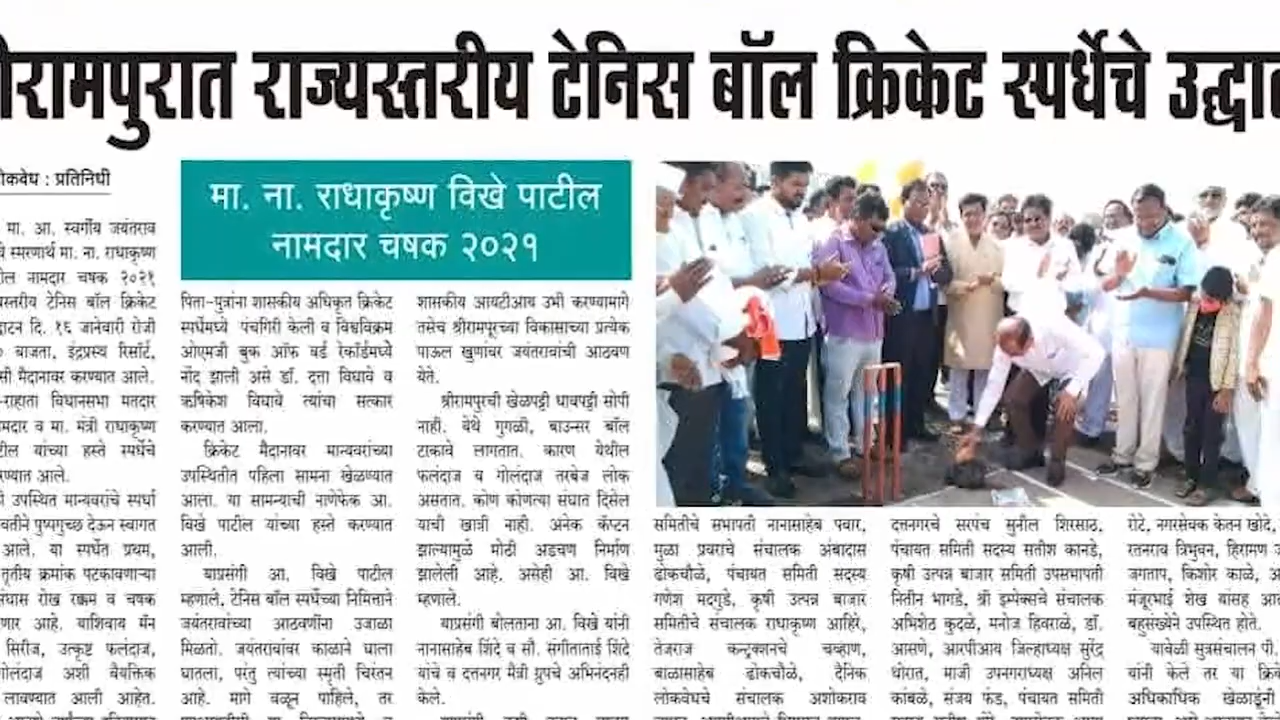 राज्यस्तरीय टेनिस बॉल क्रिकेट स्पर्धेचे
प्रतिनिधी
मा. आ. स्वर्गीय जयंतराव
स्मरणार्थ मा. ना. राधाकृष्ण
नामदार चषक २०२१
टेनिस बॉल क्रिकेट
दि. १६ जानेवारी रोजी
बाजता, इंद्रप्रस्थ रिसॉर्ट,
मैदानावर करण्यात आले.
-राहाता विधानसभा मतदार
व मा. मंत्री राधाकृष्ण
यांच्या हस्ते स्पर्धेचे
आले.
उपस्थित मान्यवरांचे स्पर्धा
पुष्पगुच्छ देऊन स्वागत
आले. या स्पर्धेत प्रथम,
तृतीय क्रमांक पटकावणाऱ्या
रोख रक्कम व चषक
आहे. याशिवाय मॅन
सिरीज, उत्कृष्ट फलंदाज,
अशी वैयक्तिक
लावण्यात आली आहेत.
मा. ना. राधाकृष्ण विखे पाटील
नामदार चषक २०२१
पिता-पुत्रांना शासकीय अधिकृत क्रिकेट
स्पर्धेमध्ये पंचगिरी केली व विश्वविक्रम
ओएमजी बुक ऑफ वर्ड रेकॉर्डमध्ये
नोंद झाली असे डॉ. दत्ता विघावे व
ऋषिकेश विघावे त्यांचा सत्कार
करण्यात आला.
क्रिकेट मैदानावर मान्यवरांच्या
उपस्थितीत पहिला सामना खेळण्यात
आला. या सामन्याची नाणेफेक आ.
विखे पाटील यांच्या हस्ते करण्यात
आली.
याप्रसंगी आ. विखे पाटील
म्हणाले, टेनिस बॉल स्पर्धेच्या निमित्ताने
जयंतरावांच्या आठवणींना उजाळा
मिळतो. जयंतरावांवर काळाने घाला
घातला, परंतु त्यांच्या स्मृती चिरंतन
आहे. मागे वळून पाहिले, तर
शासकीय आयटीआय उभी करण्यामागे
तसेच श्रीरामपूरच्या विकासाच्या प्रत्येक
पाऊल खुणांवर जयंतरावांची आठवण
येते.
श्रीरामपूरची खेळपट्टी धावपट्टी सोपी
नाही. येथे गुगळी, बाउन्सर बॉल
टाकावे लागतात. कारण येथील
फलंदाज व गोलंदाज तरबेज लोक
असतात. कोण कोणत्या संघात दिसेल
याची खात्री नाही. अनेक कॅप्टन
झाल्यामुळे मोठी अडचण निर्माण
झालेली आहे. असेही आ. विखे
म्हणाले.
याप्रसंगी बोलताना आ. विखे यांनी
नानासाहेब शिंदे व सौ. संगीताताई शिंदे
यांचे व दत्तनगर मैत्री ग्रुपचे अभिनंदनही
केले.
समितीचे सभापती नानासाहेब पवार,
मुळा प्रवराचे संचालक अंबादास
ढोकचौळे, पंचायत समिती सदस्य
गणेश मदगुडे, कृषी उत्पन्न बाजार
समितीचे संचालक राधाकृष्ण आहिरे,
तेजराज कन्ट्रक्शनचे चव्हाण,
बाळासाहेब ढोकचौळे, दैनिक
लोकवेधचे संचालक अशोकराव
दत्तनगरचे सरपंच सुनील शिरसाठ,
पंचायत समिती सदस्य सतीश कानडे,
कृषी उत्पन्न बाजार समिती उपसभापती
नितीन भागडे, श्री इम्पेक्सचे संचालक
अभिशेठ कुदळे, मनोज हिवराळे, डॉ.
आसणे, आरपीआय जिल्हाध्यक्ष सुरेंद्र
थोरात, माजी उपनगराध्यक्ष अनिल
कांबळे, संजय फंड, पंचायत समिती
रोटे, नगरसेवक केतन खोरे,
रतनराव त्रिभुवन, हिरामण
जगताप, किशोर काळे,
मंजूरभाई शेख यांसह
बहुसंख्येने उपस्थित होते.
यावेळी सुत्रसंचालन पी.
यांनी केले तर या
अधिकाधिक खेळाडूंनी